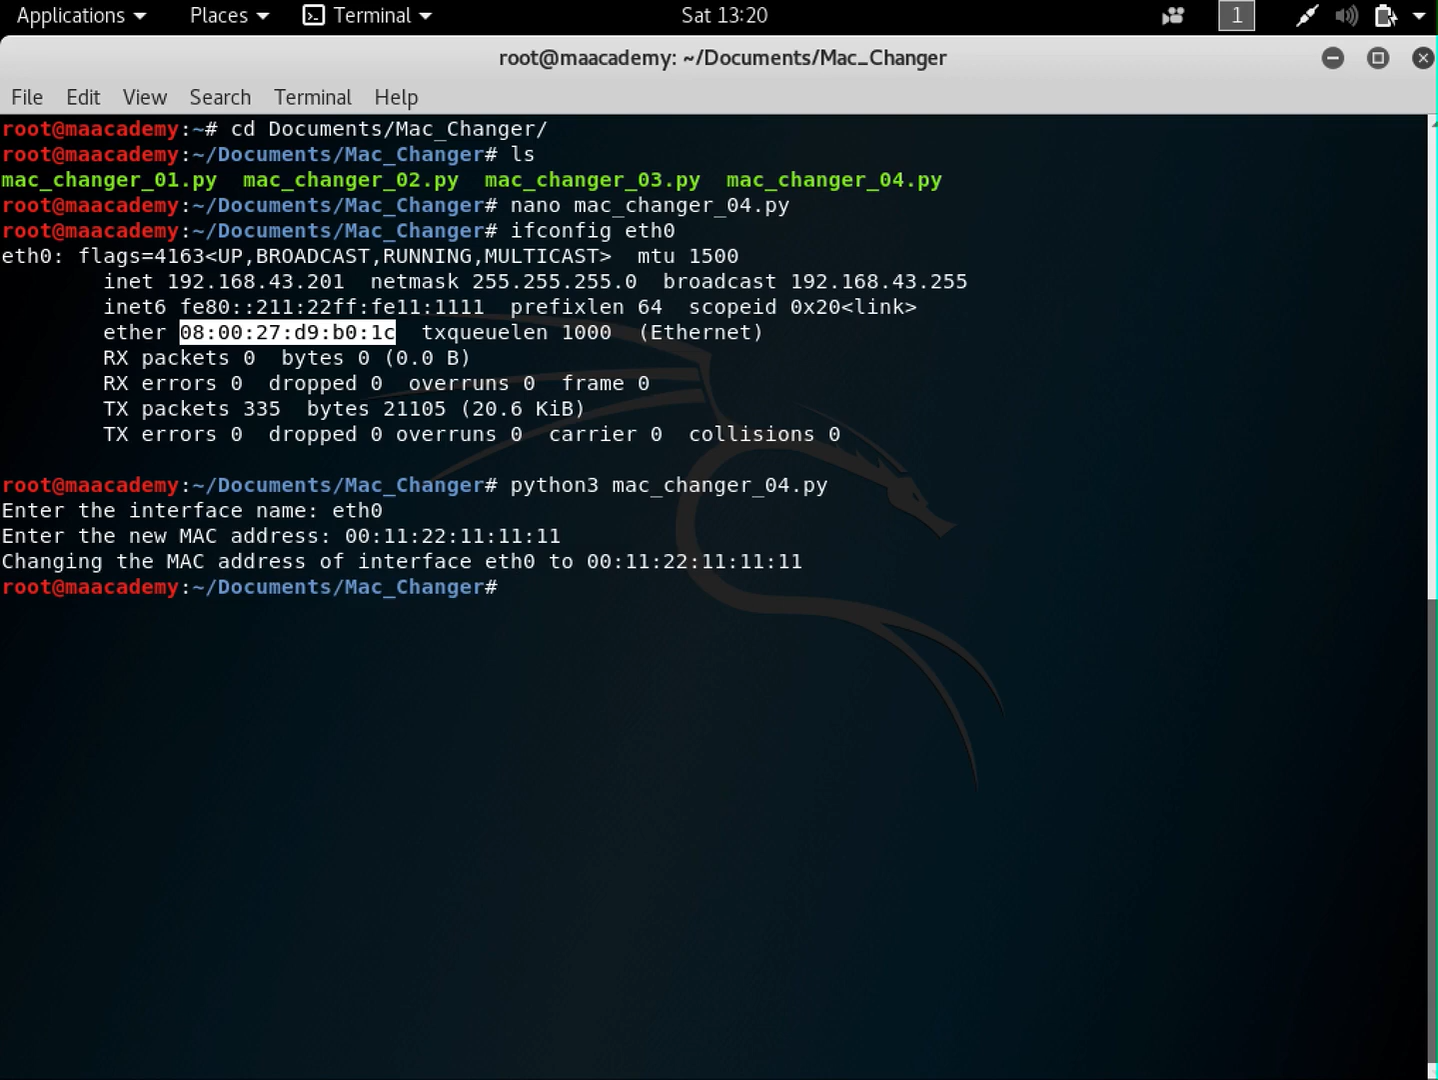 Applications Places Terminal Sat 13:20 1
root@maacademy: ~/Documents/Mac_Changer
File Edit View Search Terminal Help
root@maacademy:~# cd Documents/Mac_Changer/
root@maacademy:~/Documents/Mac_Changer# ls
mac_changer_01.py  mac_changer_02.py  mac_changer_03.py  mac_changer_04.py
root@maacademy:~/Documents/Mac_Changer# nano mac_changer_04.py
root@maacademy:~/Documents/Mac_Changer# ifconfig eth0
eth0: flags=4163<UP,BROADCAST,RUNNING,MULTICAST>  mtu 1500
        inet 192.168.43.201  netmask 255.255.255.0  broadcast 192.168.43.255
        inet6 fe80::211:22ff:fe11:1111  prefixlen 64  scopeid 0x20<link>
        ether 08:00:27:d9:b0:1c  txqueuelen 1000  (Ethernet)
        RX packets 0  bytes 0 (0.0 B)
        RX errors 0  dropped 0  overruns 0  frame 0
        TX packets 335  bytes 21105 (20.6 KiB)
        TX errors 0  dropped 0 overruns 0  carrier 0  collisions 0
root@maacademy:~/Documents/Mac_Changer# python3 mac_changer_04.py
Enter the interface name: eth0
Enter the new MAC address: 00:11:22:11:11:11
Changing the MAC address of interface eth0 to 00:11:22:11:11:11
root@maacademy:~/Documents/Mac_Changer#